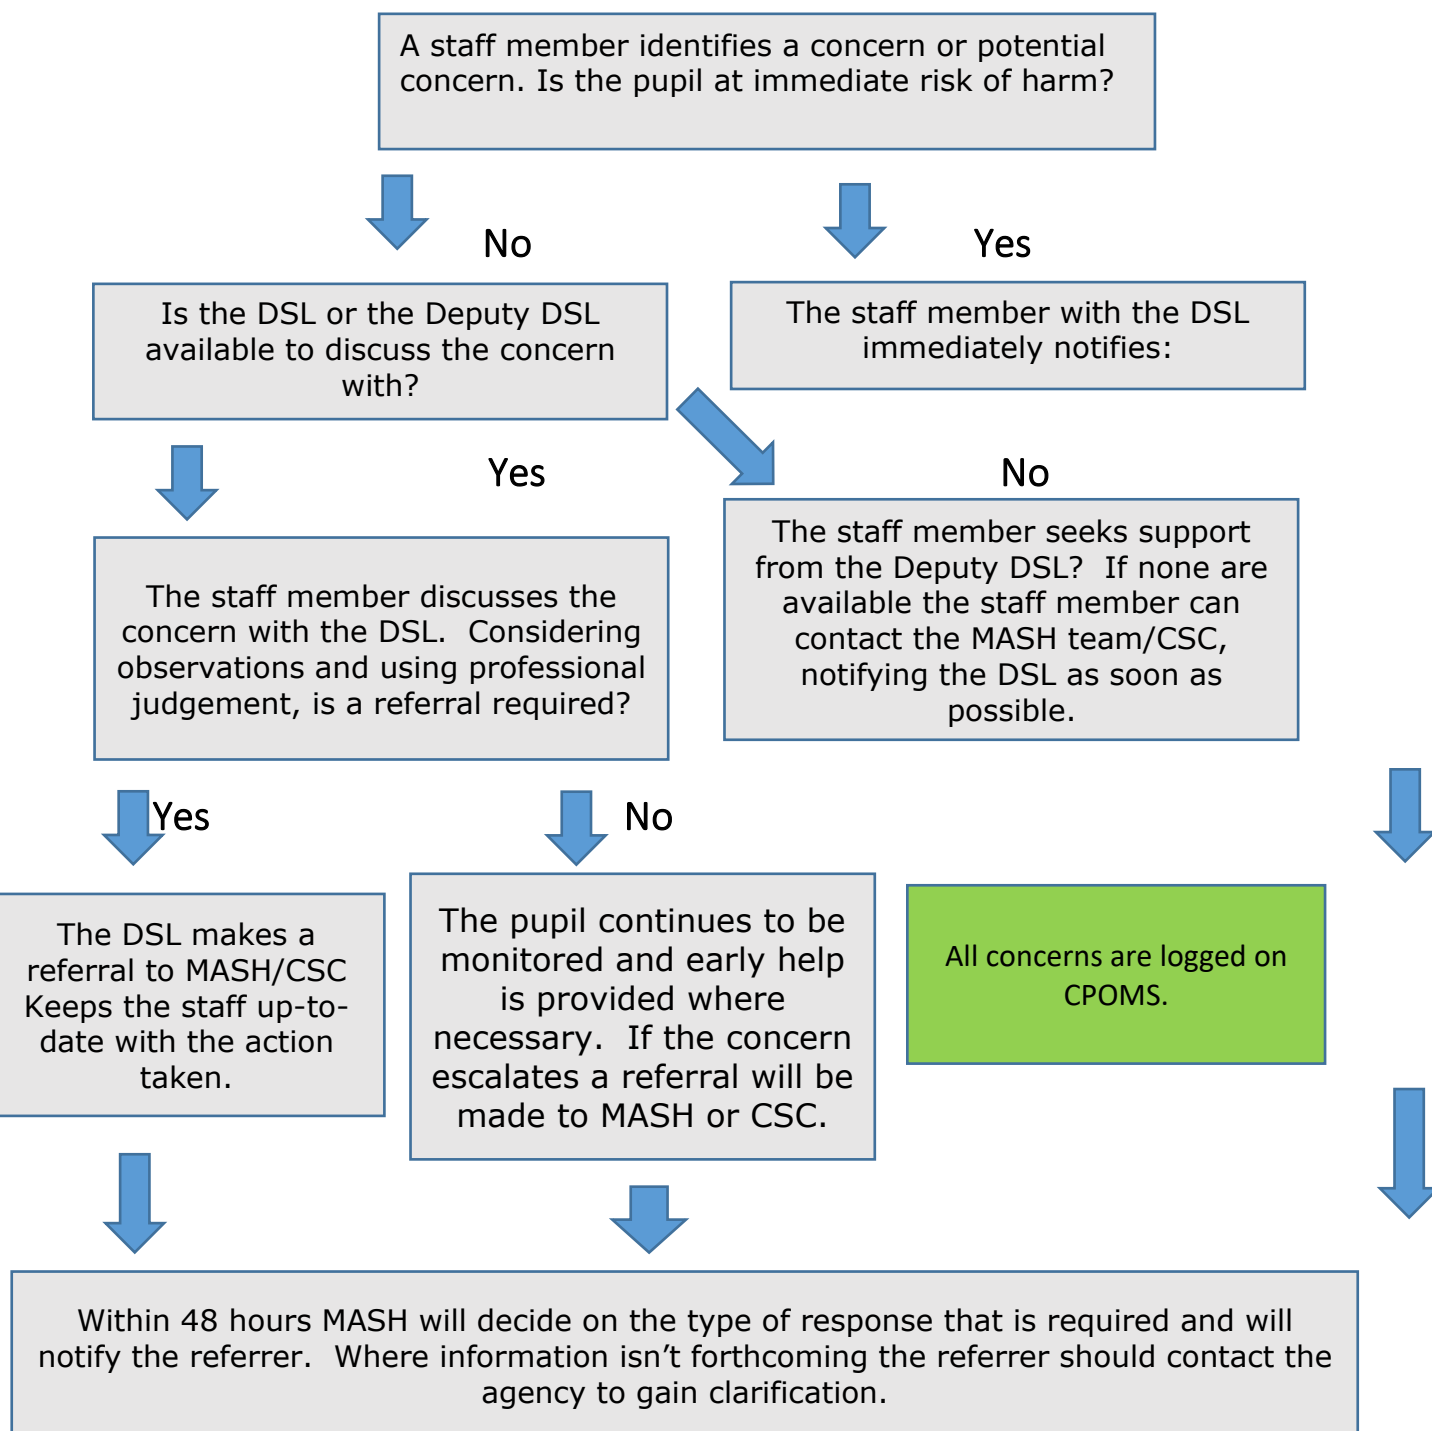 A staff member identifies a concern or potential
concern. Is the pupil at immediate risk of harm?
No
Yes
Is the DSL or the Deputy DSL
available to discuss the concern
with?
The staff member with the DSL
immediately notifies:
Yes
No
The staff member discusses the
concern with the DSL.  Considering
observations and using professional
judgement, is a referral required?
The staff member seeks support
from the Deputy DSL?  If none are
available the staff member can
contact the MASH team/CSC,
notifying the DSL as soon as
possible.
Yes
No
The DSL makes a
referral to MASH/CSC
Keeps the staff up-to-
date with the action
taken.
The pupil continues to be
monitored and early help
is provided where
necessary.  If the concern
escalates a referral will be
made to MASH or CSC.
All concerns are logged on
CPOMS.
Within 48 hours MASH will decide on the type of response that is required and will
notify the referrer.  Where information isn’t forthcoming the referrer should contact the
agency to gain clarification.